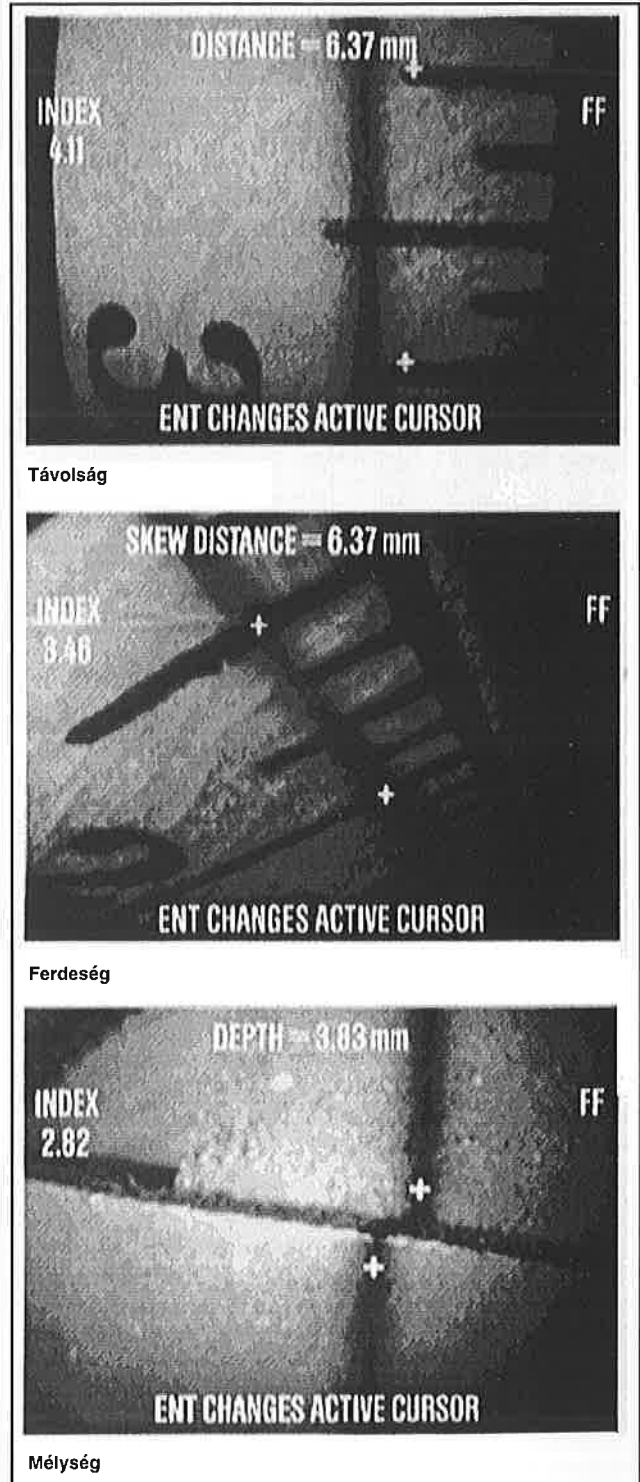 DISTANCE = 6.37 mm
INDEX
4.11
FF
ENT CHANGES ACTIVE CURSOR
Távolság
SKEW DISTANCE = 6.37 mm
INDEX
3.46
FF
ENT CHANGES ACTIVE CURSOR
Ferdeség
DEPTH = 3.83 mm
INDEX
2.82
FF
ENT CHANGES ACTIVE CURSOR
Mélység